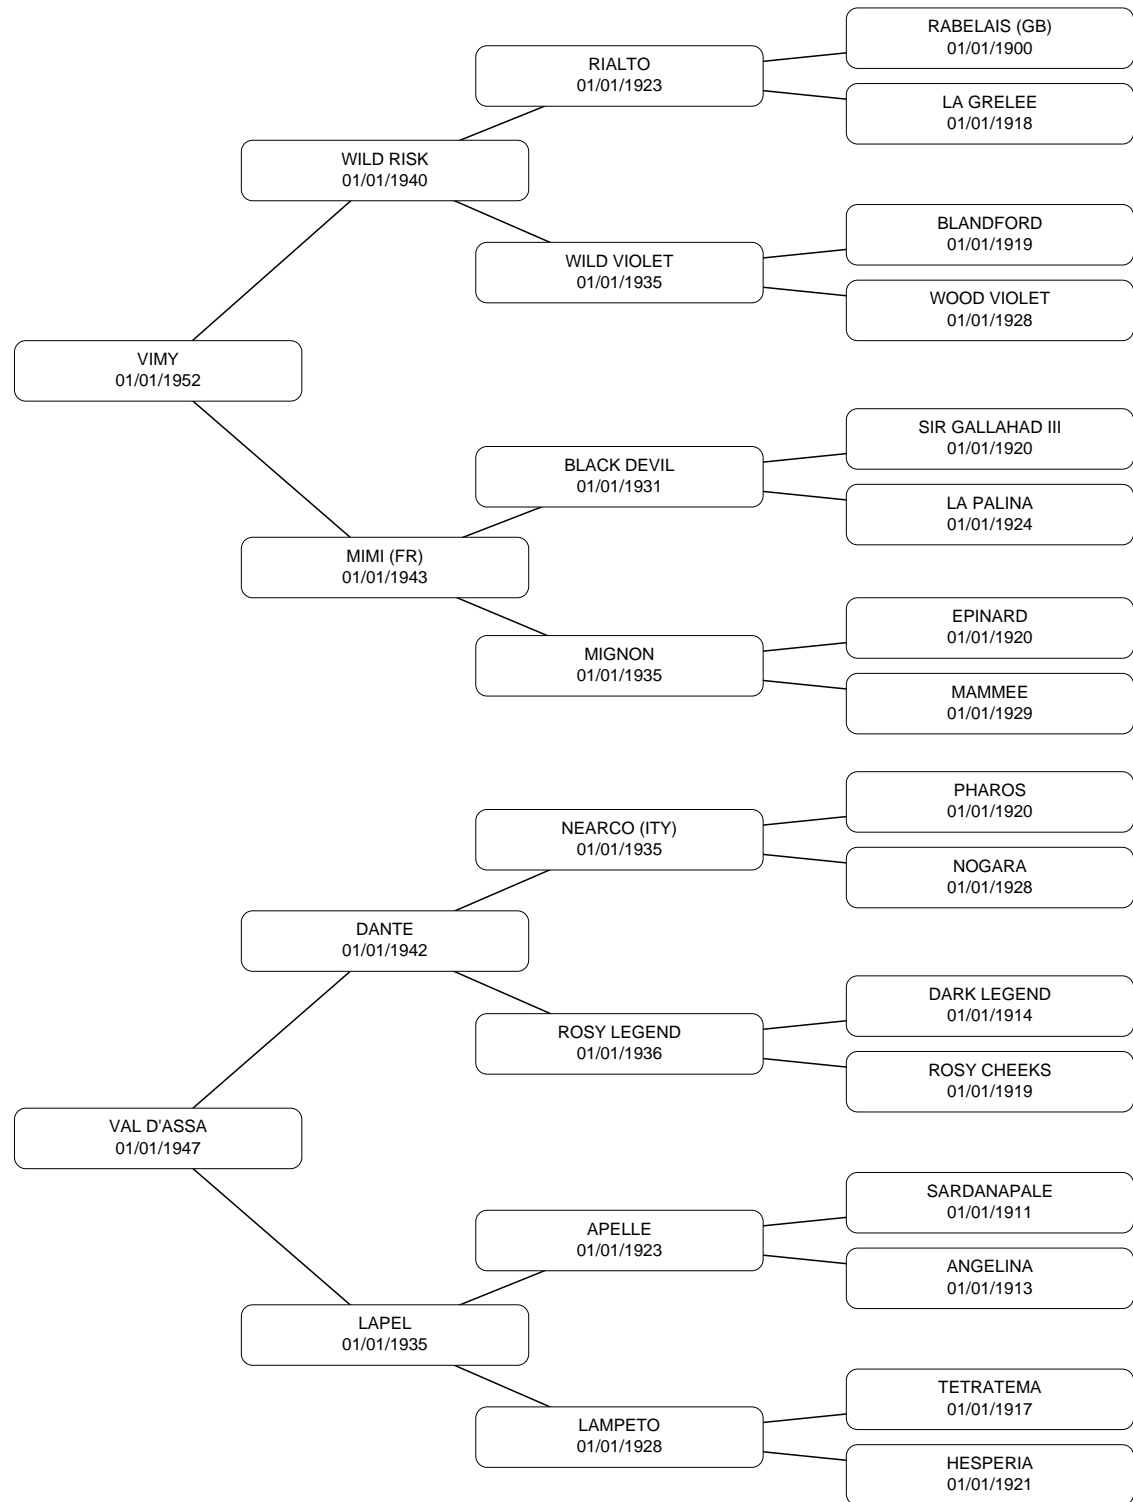 RABELAIS (GB)
01/01/1900
RIALTO
01/01/1923
LA GRELEE
01/01/1918
WILD RISK
01/01/1940
BLANDFORD
01/01/1919
WILD VIOLET
01/01/1935
WOOD VIOLET
01/01/1928
VIMY
01/01/1952
SIR GALLAHAD III
01/01/1920
BLACK DEVIL
01/01/1931
LA PALINA
01/01/1924
MIMI (FR)
01/01/1943
EPINARD
01/01/1920
MIGNON
01/01/1935
MAMMEE
01/01/1929
PHAROS
01/01/1920
NEARCO (ITY)
01/01/1935
NOGARA
01/01/1928
DANTE
01/01/1942
DARK LEGEND
01/01/1914
ROSY LEGEND
01/01/1936
ROSY CHEEKS
01/01/1919
VAL D'ASSA
01/01/1947
SARDANAPALE
01/01/1911
APELLE
01/01/1923
ANGELINA
01/01/1913
LAPEL
01/01/1935
TETRATEMA
01/01/1917
LAMPETO
01/01/1928
HESPERIA
01/01/1921